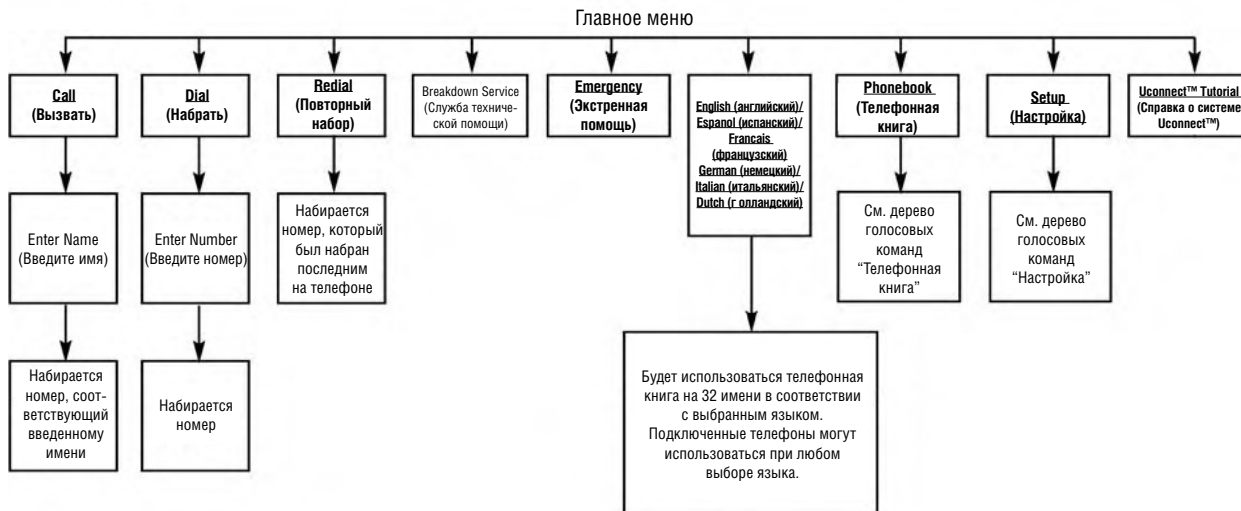 Главное меню
Call
(Вызвать)
Dial
(Набрать)
Redial
(Повторный
набор)
Breakdown Service
(Служба техниче-
ской помощи)
Emergency
(Экстренная
помощь)
English (английский)/
Espanol (испанский)/
Francais
(французский)
German (немецкий)/
Italian (итальянский)/
Dutch (г олландский)
Phonebook
(Телефонная
книга)
Setup
(Настройка)
Uconnect™ Tutorial
(Справка о системе
Uconnect™)
Enter Name
(Введите имя)
Enter Number
(Введите номер)
Набирается
номер, который
был набран
последним
на телефоне
См. дерево
голосовых
команд
“Телефонная
книга”
См. дерево
голосовых
команд
“Настройка”
Набирается
номер, соот-
ветствующий
введенному
имени
Набирается
номер
Будет использоваться телефонная
книга на 32 имени в соответствии
с выбранным языком.
Подключенные телефоны могут
использоваться при любом
выборе языка.